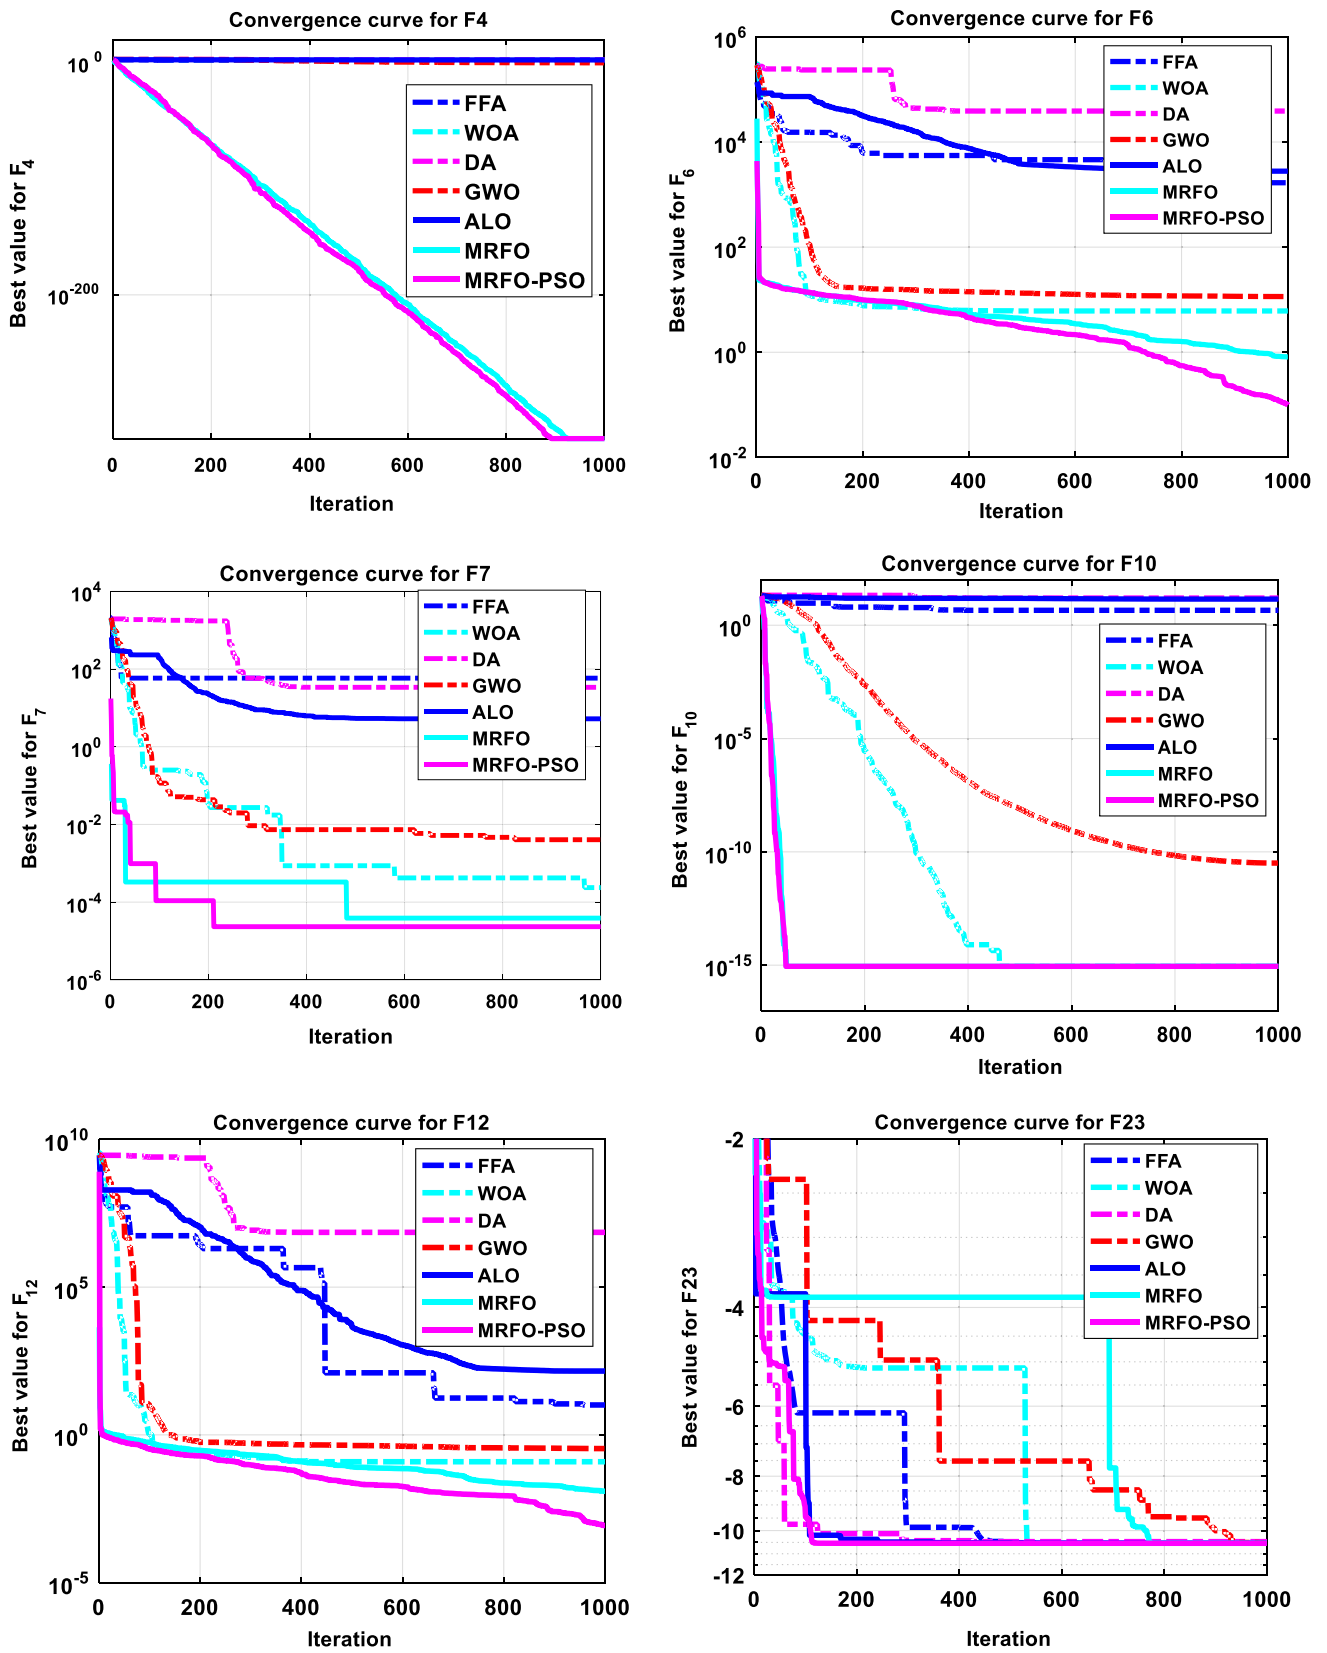 Convergence curve for F4
10^0
10^-200
Best value for F_4
FFA
WOA
DA
GWO
ALO
MRFO
MRFO-PSO
0 200 400 600 800 1000
Iteration
Convergence curve for F6
10^6
10^4
10^2
10^0
10^-2
Best value for F_6
FFA
WOA
DA
GWO
ALO
MRFO
MRFO-PSO
0 200 400 600 800 1000
Iteration
Convergence curve for F7
10^4
10^2
10^0
10^-2
10^-4
10^-6
Best value for F_7
FFA
WOA
DA
GWO
ALO
MRFO
MRFO-PSO
0 200 400 600 800 1000
Iteration
Convergence curve for F10
10^0
10^-5
10^-10
10^-15
Best value for F_10
FFA
WOA
DA
GWO
ALO
MRFO
MRFO-PSO
0 200 400 600 800 1000
Iteration
Convergence curve for F12
10^10
10^5
10^0
10^-5
Best value for F_12
FFA
WOA
DA
GWO
ALO
MRFO
MRFO-PSO
0 200 400 600 800 1000
Iteration
Convergence curve for F23
-2
-4
-6
-8
-10
-12
Best value for F23
FFA
WOA
DA
GWO
ALO
MRFO
MRFO-PSO
0 200 400 600 800 1000
Iteration